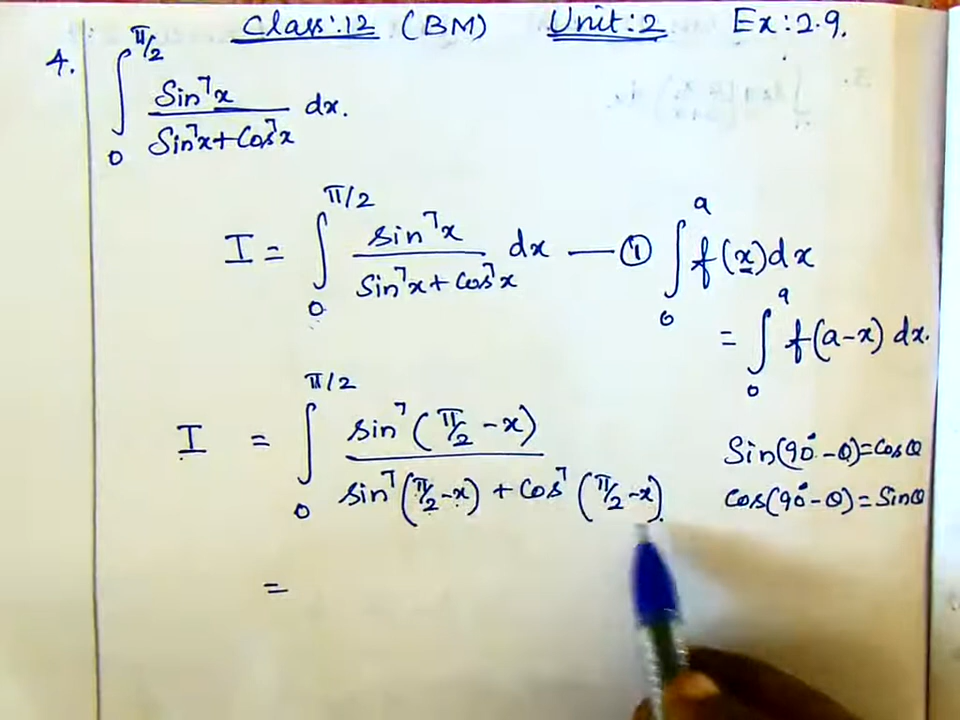 Class:12 (BM) Unit:2 Ex:2.9.
4. ∫₀^{π/2} Sin⁷x / (Sin⁷x + Cos⁷x) dx.
I = ∫₀^{π/2} sin⁷x / (sin⁷x + cos⁷x) dx — ① ∫₀^a f(x)dx
= ∫₀^a f(a-x) dx.
I = ∫₀^{π/2} sin⁷(π/2 - x) / (sin⁷(π/2 - x) + cos⁷(π/2 - x))
Sin(90° - θ) = cosθ
cos(90° - θ) = Sinθ
=